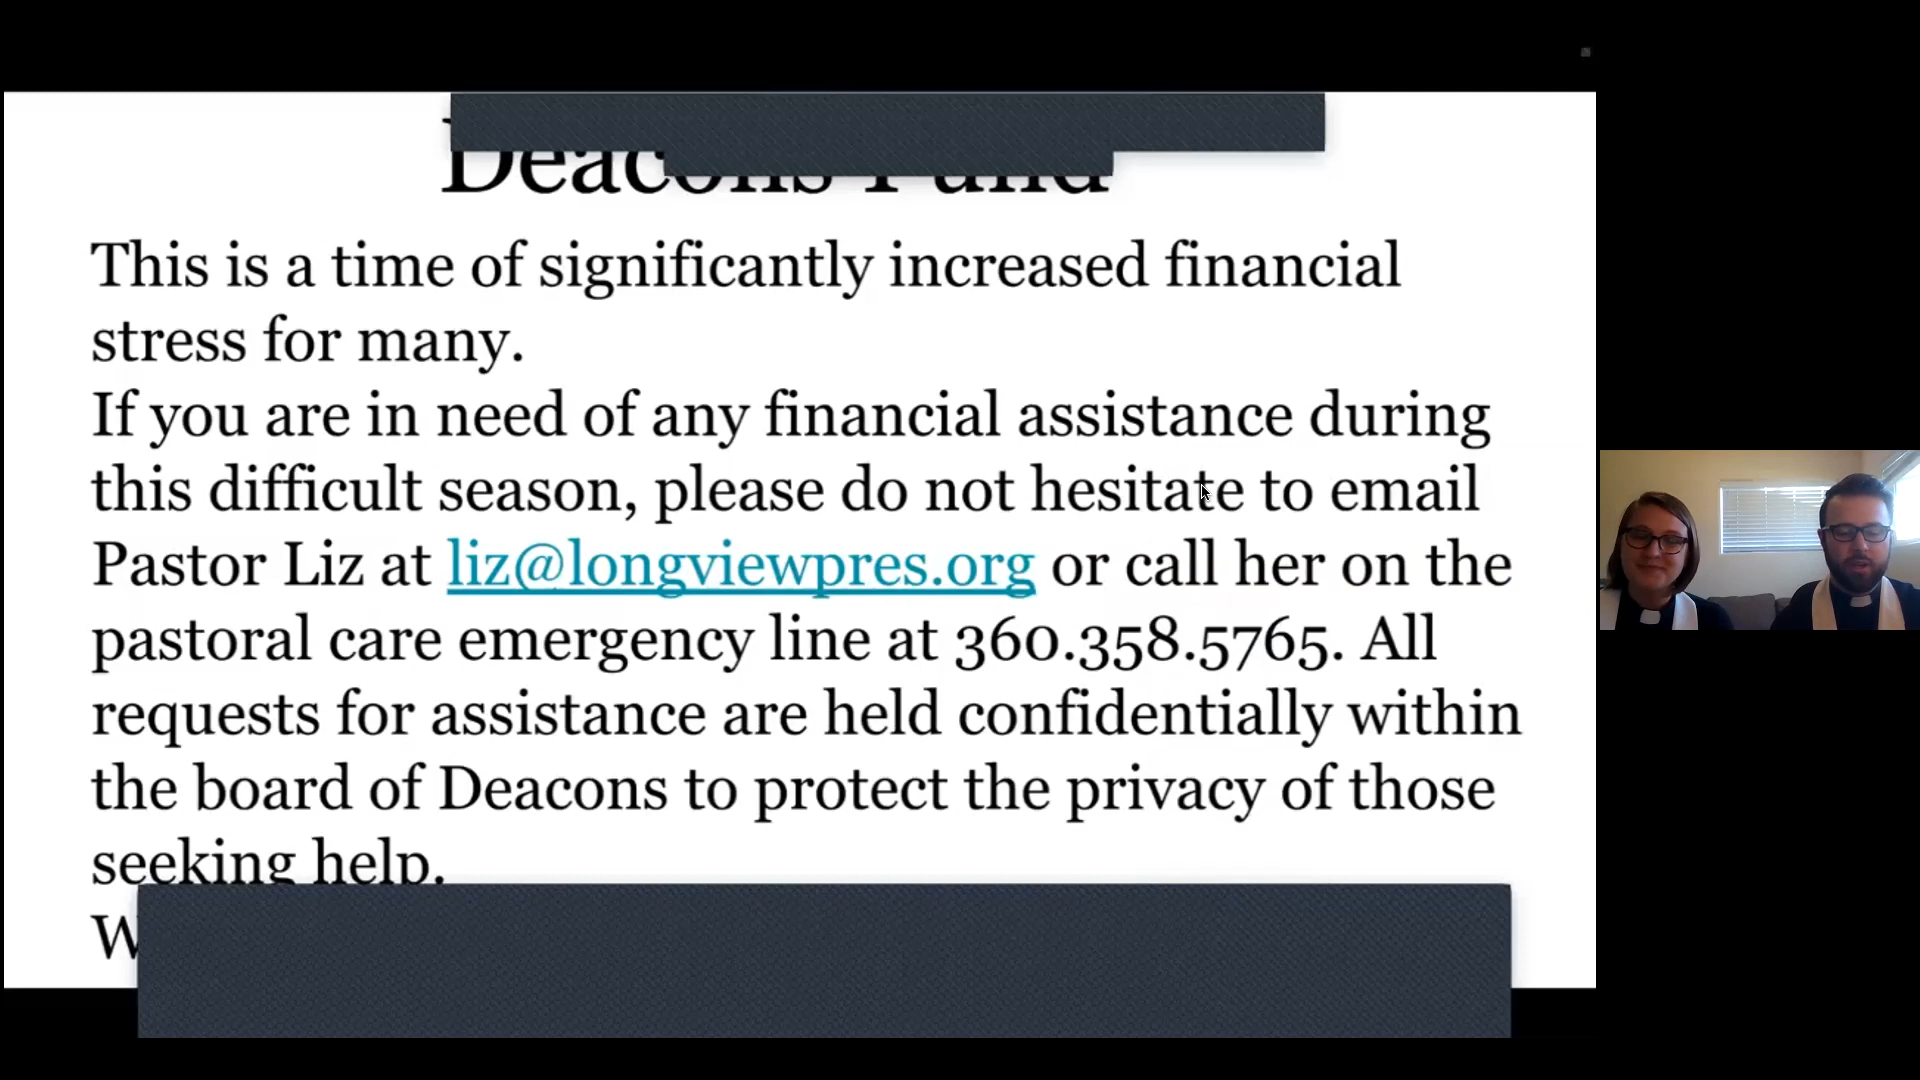 Deacons Fund
This is a time of significantly increased financial
stress for many.
If you are in need of any financial assistance during
this difficult season, please do not hesitate to email
Pastor Liz at liz@longviewpres.org or call her on the
pastoral care emergency line at 360.358.5765. All
requests for assistance are held confidentially within
the board of Deacons to protect the privacy of those
seeking help.